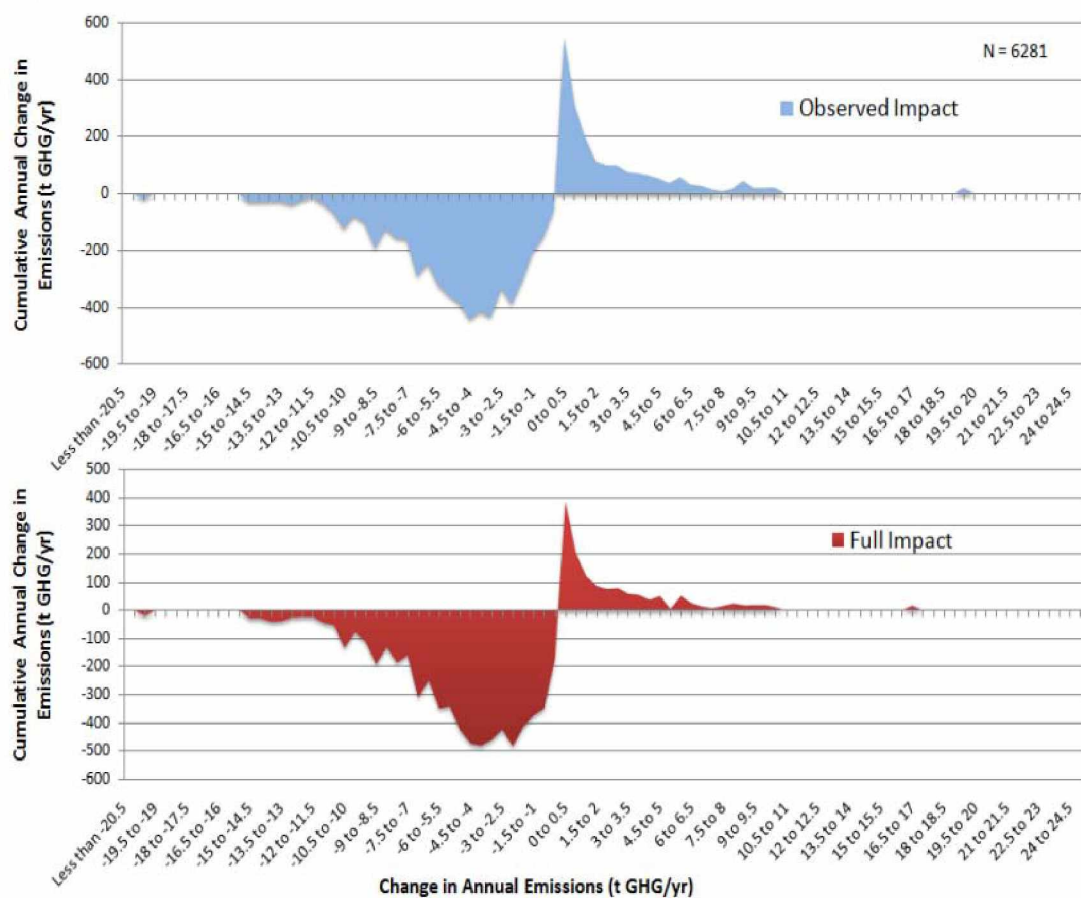 Cumulative Annual Change in
Emissions (t GHG/yr)
600
400
200
0
-200
-400
-600
N = 6281
Observed Impact
Less than -20.5
-19.5 to -19
-18 to -17.5
-16.5 to -16
-15 to -14.5
-13.5 to -13
-12 to -11.5
-10.5 to -10
-9 to -8.5
-7.5 to -7
-6 to -5.5
-4.5 to -4
-3 to -2.5
-1.5 to -1
0 to 0.5
1.5 to 2
3 to 3.5
4.5 to 5
6 to 6.5
7.5 to 8
9 to 9.5
10.5 to 11
12 to 12.5
13.5 to 14
15 to 15.5
16.5 to 17
18 to 18.5
19.5 to 20
21 to 21.5
22.5 to 23
24 to 24.5
Cumulative Annual Change in
Emissions (t GHG/yr)
500
400
300
200
100
0
-100
-200
-300
-400
-500
-600
Full Impact
Less than -20.5
-19.5 to -19
-18 to -17.5
-16.5 to -16
-15 to -14.5
-13.5 to -13
-12 to -11.5
-10.5 to -10
-9 to -8.5
-7.5 to -7
-6 to -5.5
-4.5 to -4
-3 to -2.5
-1.5 to -1
0 to 0.5
1.5 to 2
3 to 3.5
4.5 to 5
6 to 6.5
7.5 to 8
9 to 9.5
10.5 to 11
12 to 12.5
13.5 to 14
15 to 15.5
16.5 to 17
18 to 18.5
19.5 to 20
21 to 21.5
22.5 to 23
24 to 24.5
Change in Annual Emissions (t GHG/yr)